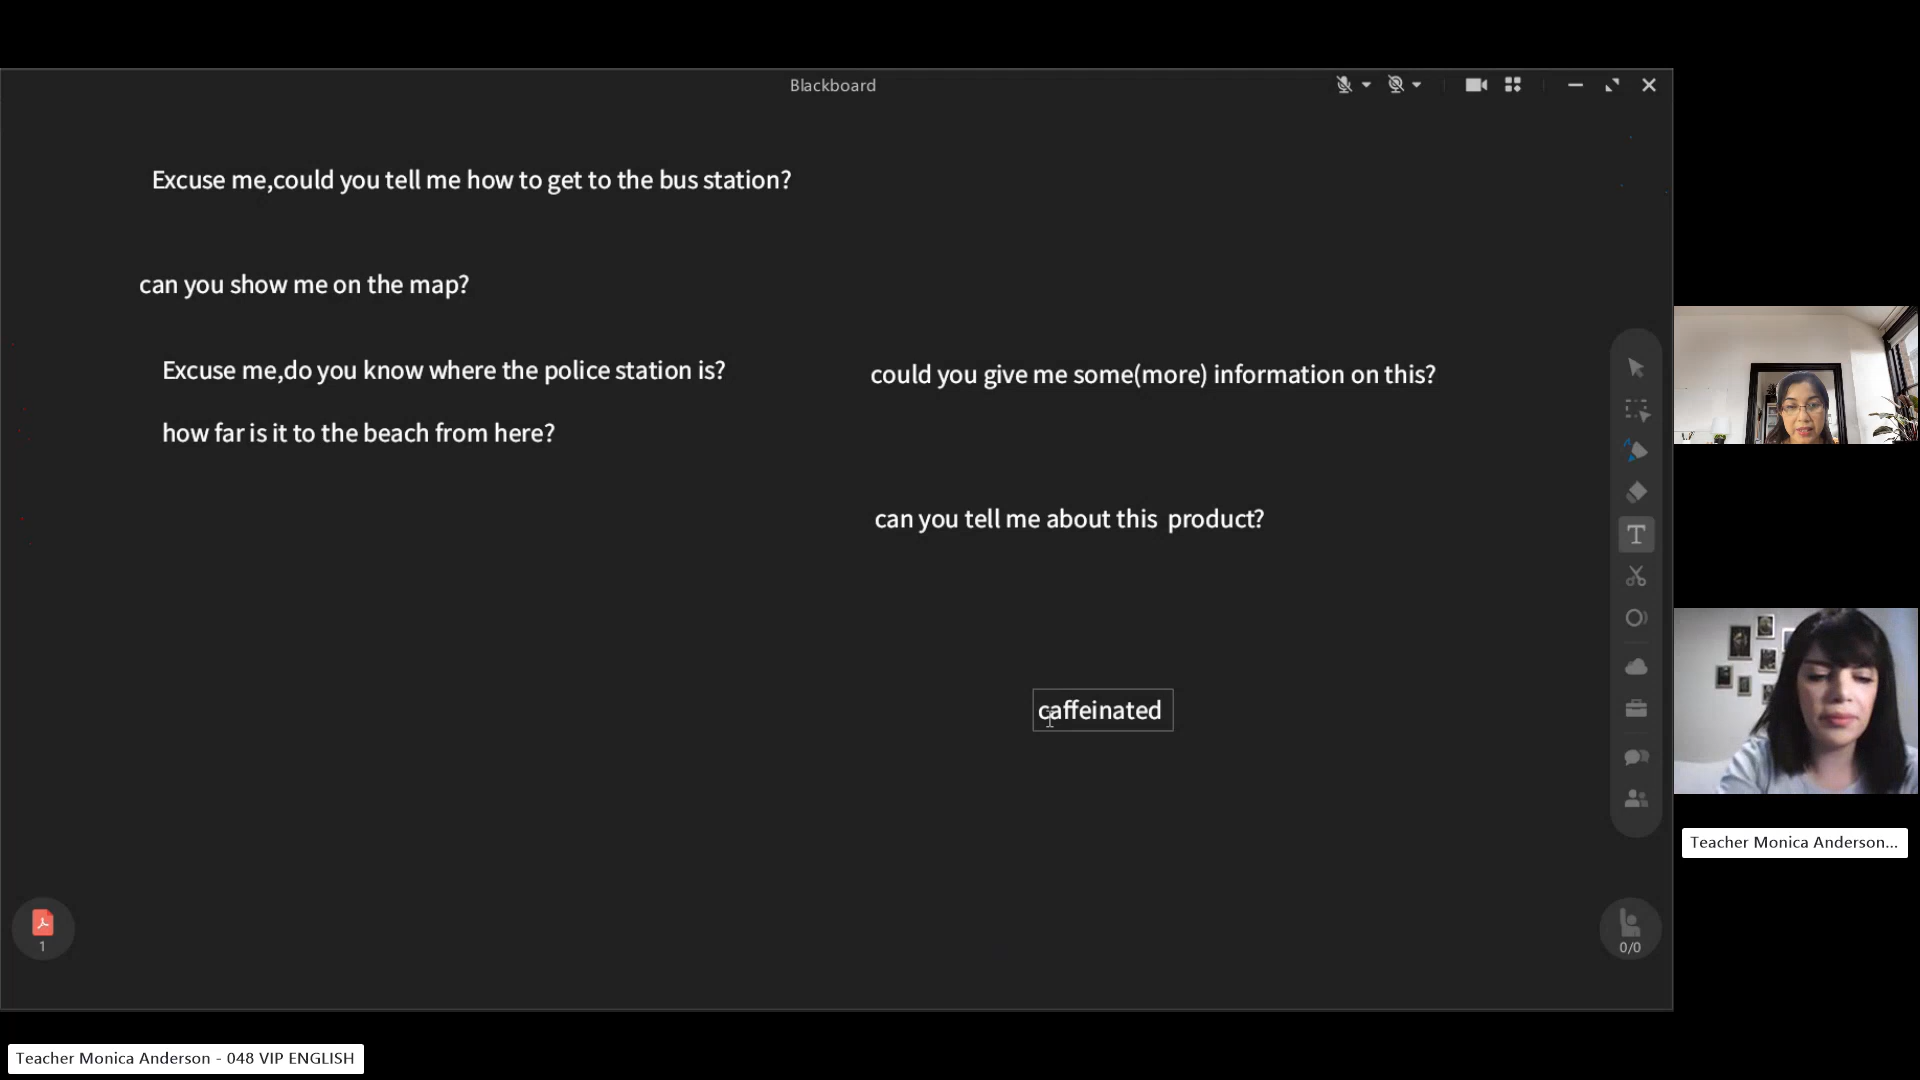 Blackboard
Excuse me,could you tell me how to get to the bus station?
can you show me on the map?
Excuse me,do you know where the police station is?
could you give me some(more) information on this?
how far is it to the beach from here?
can you tell me about this  product?
caffeinated
Teacher Monica Anderson...
1
0/0
Teacher Monica Anderson - 048 VIP ENGLISH